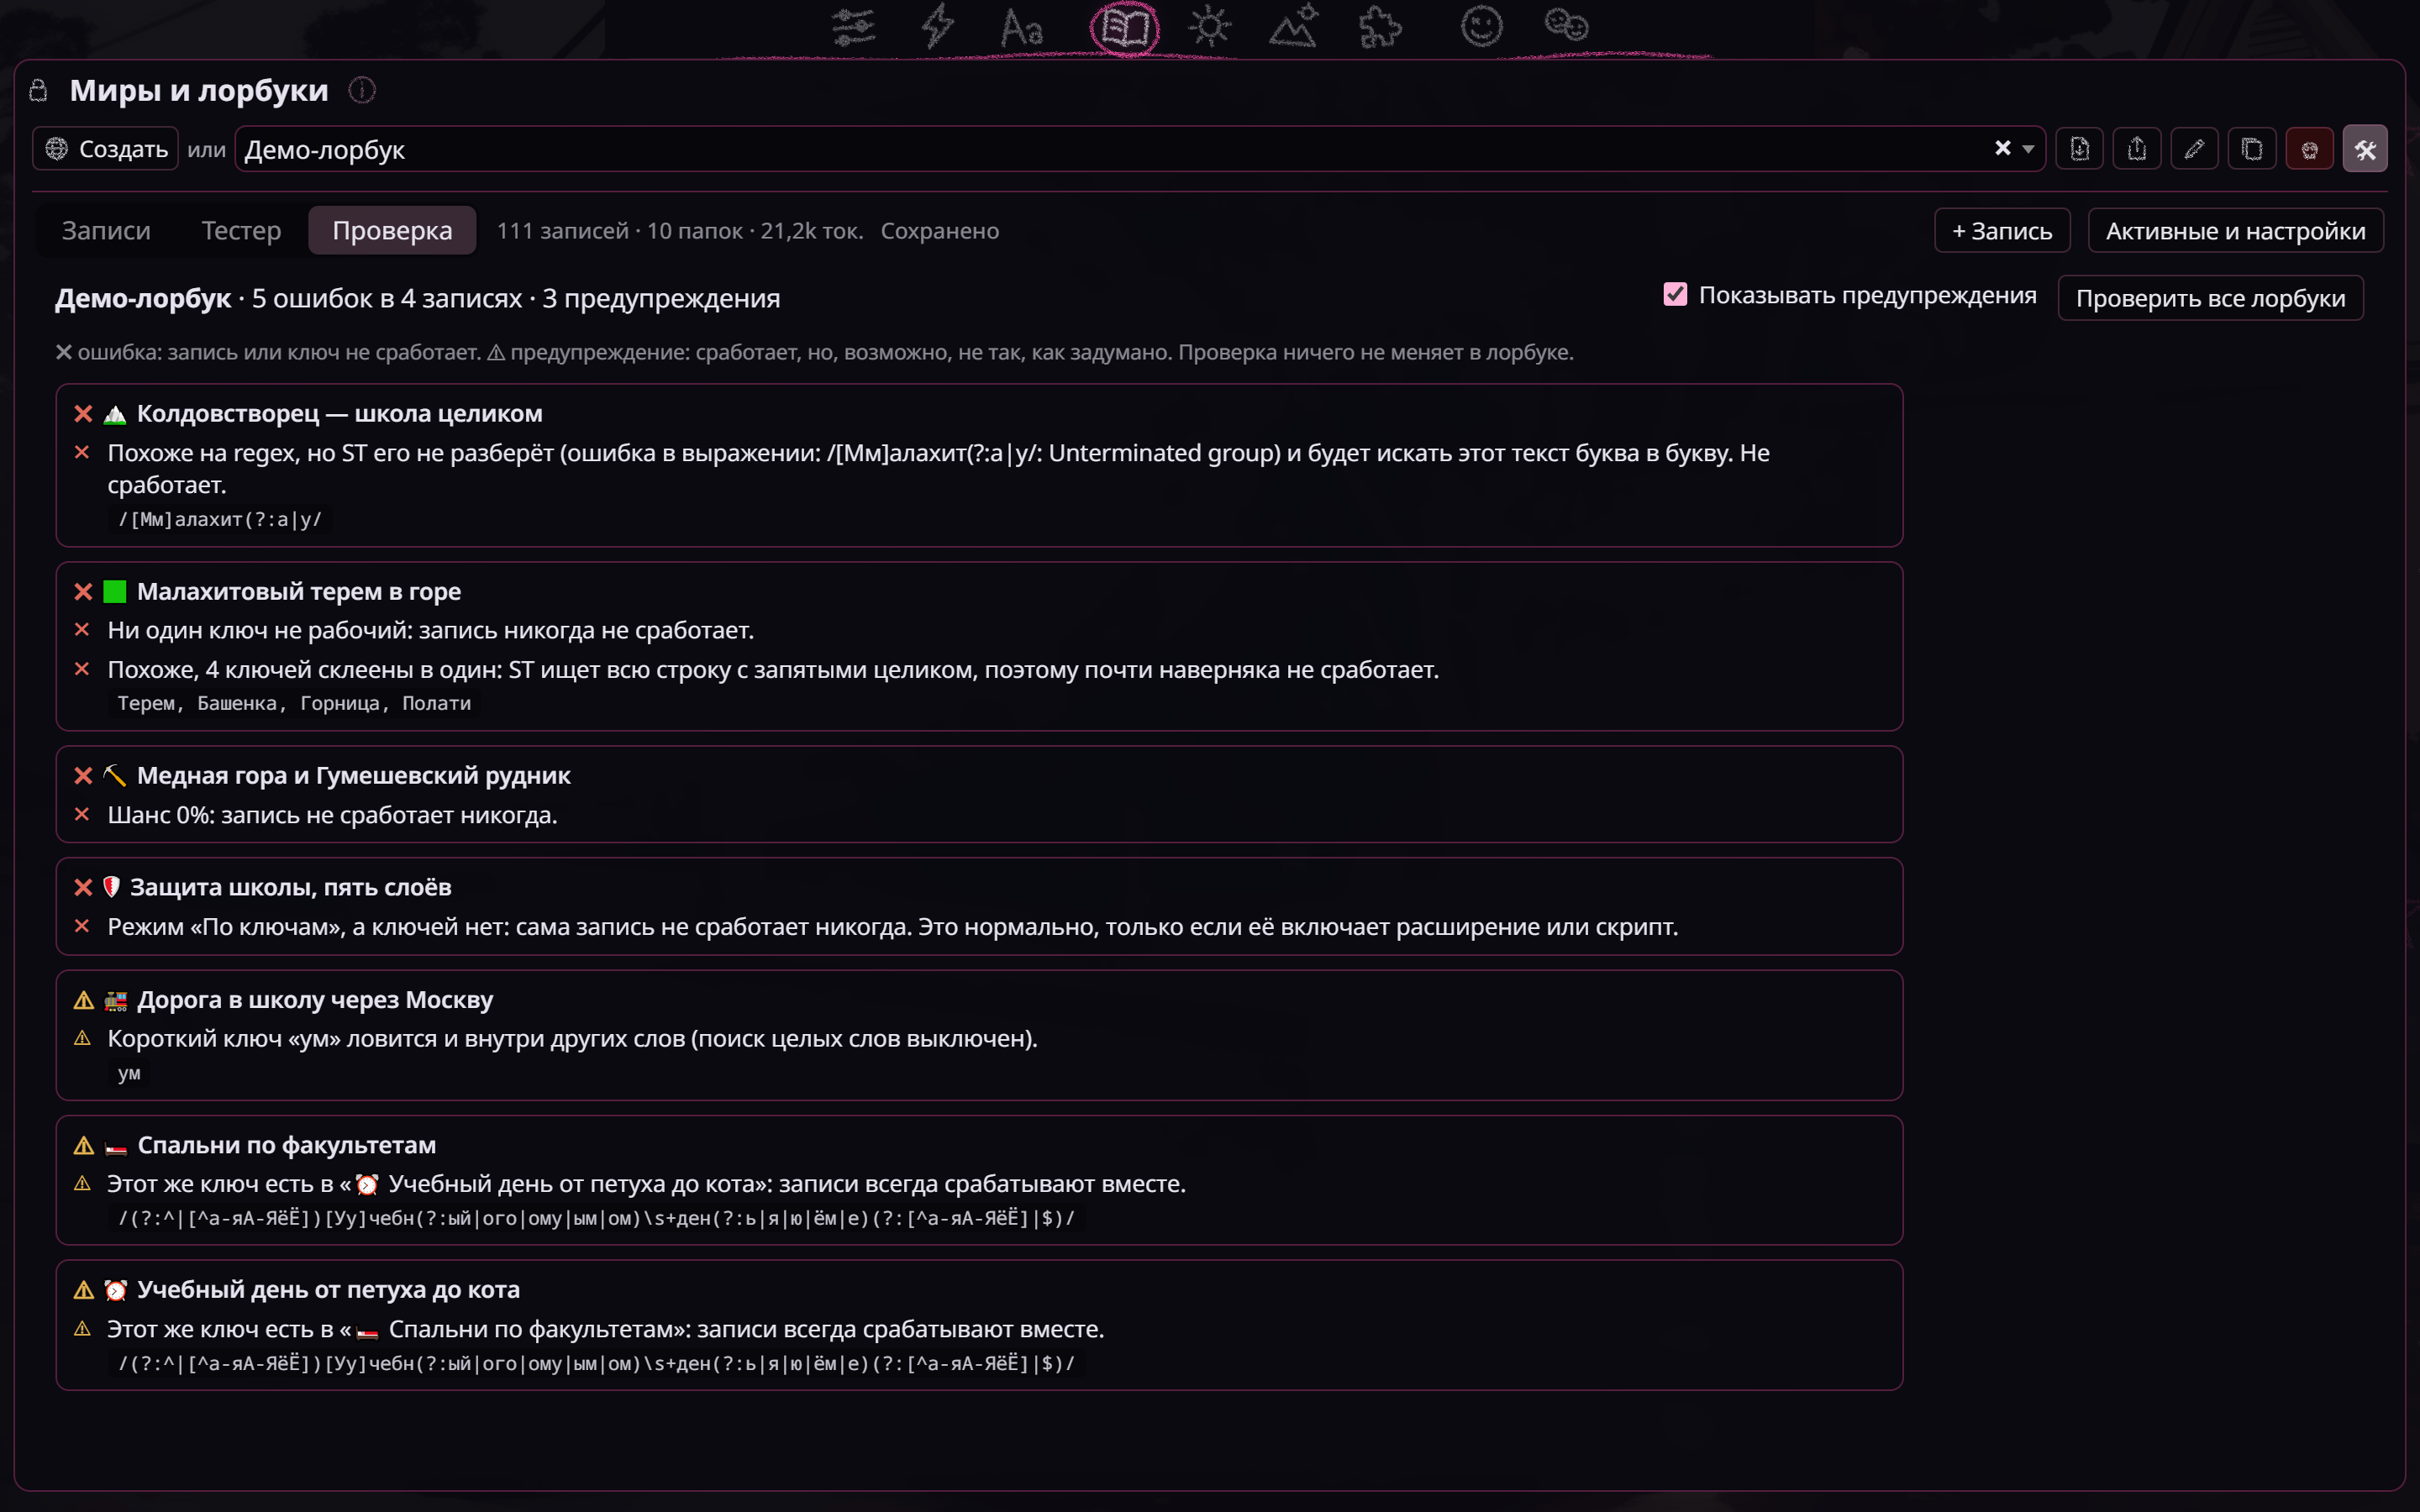 Aa
Миры и лорбуки
Создать или Демо-лорбук
Записи Тестер Проверка 111 записей · 10 папок · 21,2k ток. Сохранено + Запись Активные и настройки
Демо-лорбук · 5 ошибок в 4 записях · 3 предупреждения Показывать предупреждения Проверить все лорбуки
✕ ошибка: запись или ключ не сработает. ⚠ предупреждение: сработает, но, возможно, не так, как задумано. Проверка ничего не меняет в лорбуке.
Колдовстворец — школа целиком
Похоже на regex, но ST его не разберёт (ошибка в выражении: /[Мм]алахит(?:а|у/: Unterminated group) и будет искать этот текст буква в букву. Не
сработает.
/[Мм]алахит(?:а|у/
Малахитовый терем в горе
Ни один ключ не рабочий: запись никогда не сработает.
Похоже, 4 ключей склеены в один: ST ищет всю строку с запятыми целиком, поэтому почти наверняка не сработает.
Терем, Башенка, Горница, Полати
Медная гора и Гумешевский рудник
Шанс 0%: запись не сработает никогда.
Защита школы, пять слоёв
Режим «По ключам», а ключей нет: сама запись не сработает никогда. Это нормально, только если её включает расширение или скрипт.
Дорога в школу через Москву
Короткий ключ «ум» ловится и внутри других слов (поиск целых слов выключен).
ум
Спальни по факультетам
Этот же ключ есть в «⏰ Учебный день от петуха до кота»: записи всегда срабатывают вместе.
/(?:^|[^а-яА-ЯёЁ])[Уу]чебн(?:ый|ого|ому|ым|ом)\s+ден(?:ь|я|ю|ём|е)(?:[^а-яА-ЯёЁ]|$)/
Учебный день от петуха до кота
Этот же ключ есть в «🛏️ Спальни по факультетам»: записи всегда срабатывают вместе.
/(?:^|[^а-яА-ЯёЁ])[Уу]чебн(?:ый|ого|ому|ым|ом)\s+ден(?:ь|я|ю|ём|е)(?:[^а-яА-ЯёЁ]|$)/